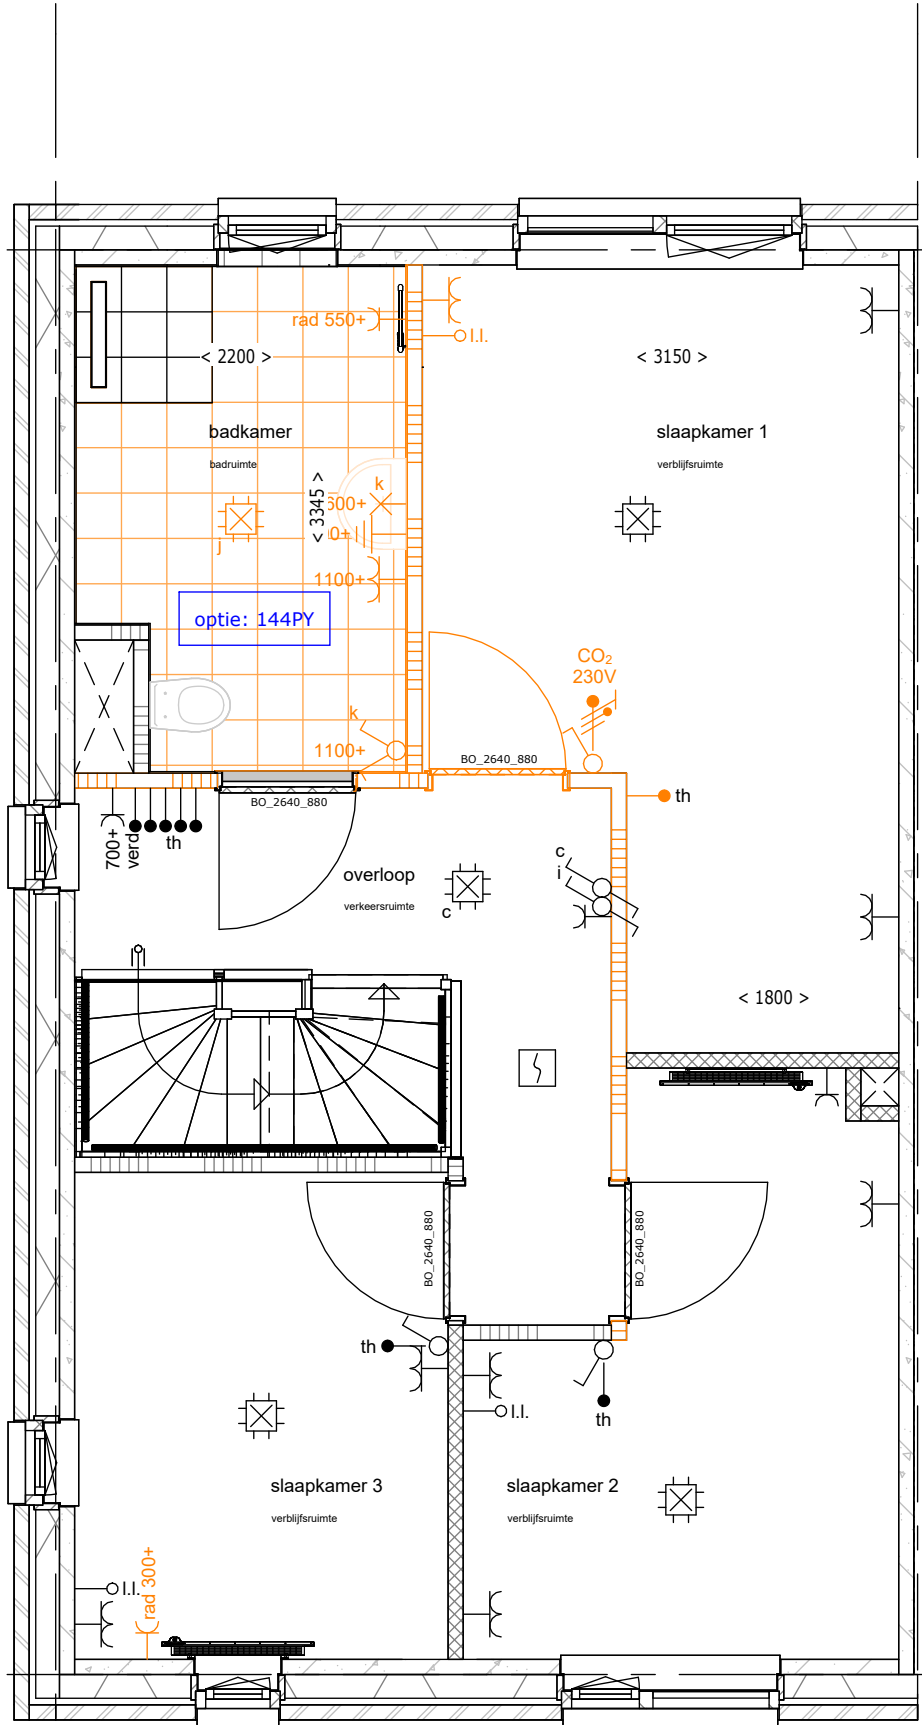 rad 550+
l.l.
< 2200 >
< 3150 >
badkamer
badruimte
slaapkamer 1
verblijfsruimte
k
< 3345 >
j
1100+
optie: 144PY
CO2
230V
k
1100+
BO_2640_880
BO_2640_880
th
700+
verd
th
c
i
overloop
verkeersruimte
c
< 1800 >
BO_2640_880
BO_2640_880
th
l.l.
th
slaapkamer 3
verblijfsruimte
slaapkamer 2
verblijfsruimte
l.l.
rad 300+